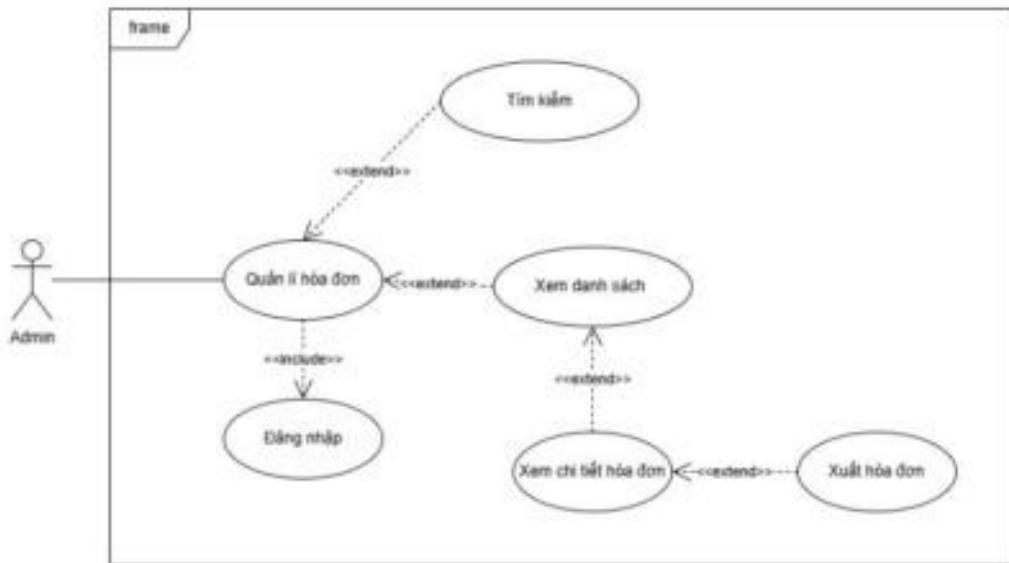 frame
Tìm kiếm
<<extend>>
Quản lí hóa đơn
<<extend>>
Xem danh sách
Admin
<<include>>
<<extend>>
Đăng nhập
Xem chi tiết hóa đơn
<<extend>>
Xuất hóa đơn